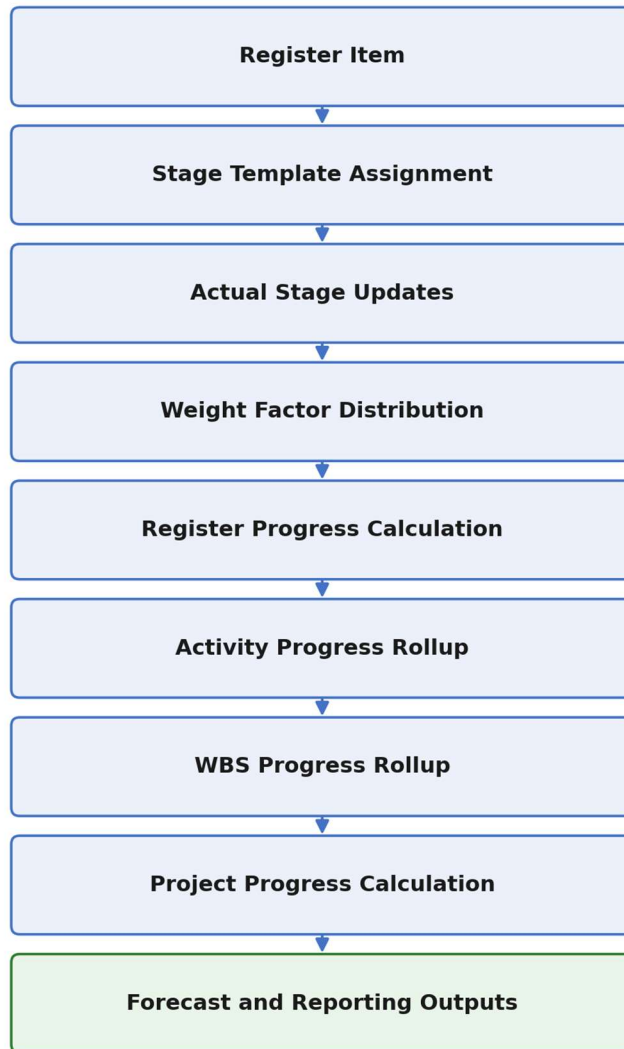 Register Item
Stage Template Assignment
Actual Stage Updates
Weight Factor Distribution
Register Progress Calculation
Activity Progress Rollup
WBS Progress Rollup
Project Progress Calculation
Forecast and Reporting Outputs